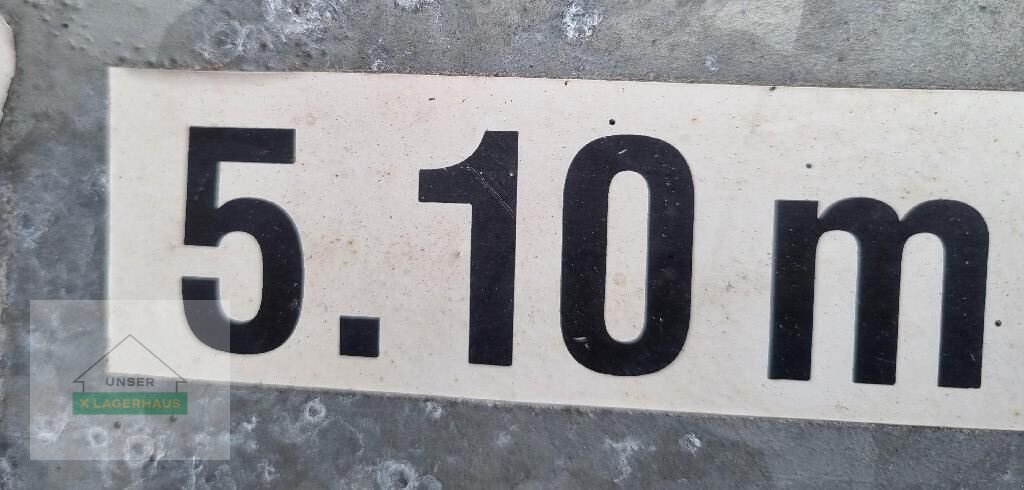 5.10 m
UNSER
X LAGERHAUS